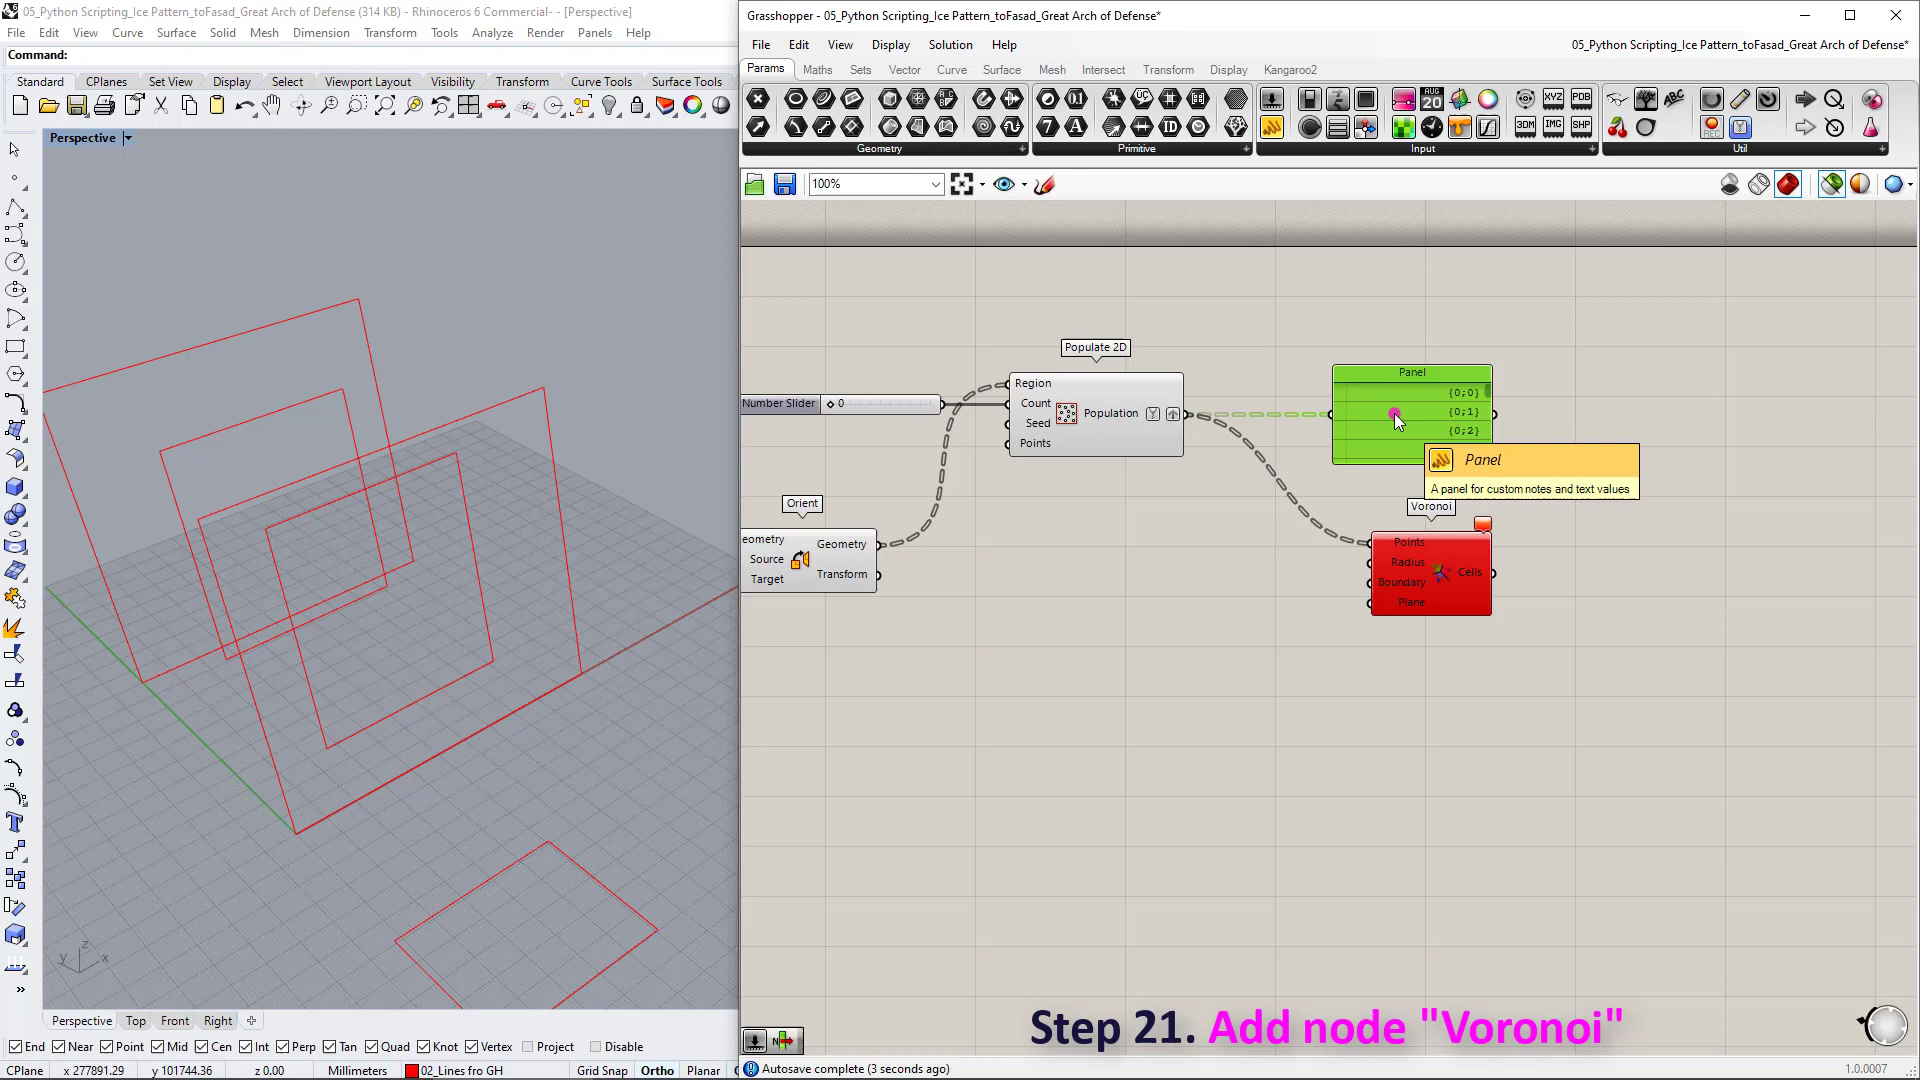 05_Python Scripting_Ice Pattern_toFasad_Great Arch of Defense (314 KB) - Rhinoceros 6 Commercial- - [Perspective]
File Edit View Curve Surface Solid Mesh Dimension Transform Tools Analyze Render Panels Help
Command:
Standard CPlanes Set View Display Select Viewport Layout Visibility Transform Curve Tools Surface Tools
Perspective
z
y x
Perspective Top Front Right
End Near Point Mid Cen Int Perp Tan Quad Knot Vertex Project Disable
CPlane x 277891.29 y 101744.36 z 0.00 Millimeters 02_Lines fro GH Grid Snap Ortho Planar
Grasshopper - 05_Python Scripting_Ice Pattern_toFasad_Great Arch of Defense*
File Edit View Display Solution Help
05_Python Scripting_Ice Pattern_toFasad_Great Arch of Defense*
Params Maths Sets Vector Curve Surface Mesh Intersect Transform Display Kangaroo2
Geometry Primitive Input Util
100%
Populate 2D
Region
Count
Seed
Points
Population
Number Slider 0
Panel
{0;0}
{0;1}
{0;2}
Panel
A panel for custom notes and text values
Orient
eometry
Source
Target
Geometry
Transform
Voronoi
Points
Radius
Boundary
Plane
Cells
Step 21. Add node "Voronoi"
Autosave complete (3 seconds ago)
1.0.0007